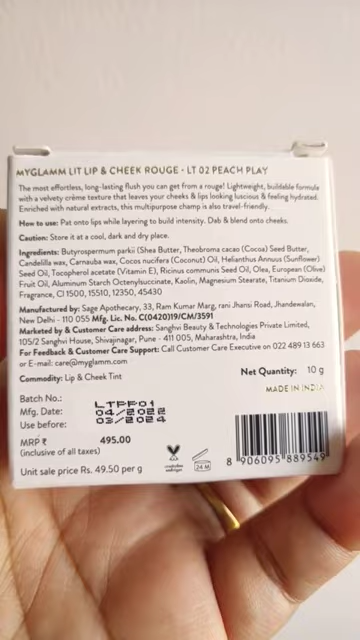 MYGLAMM LIT LIP & CHEEK ROUGE • LT 02 PEACH PLAY
The most effortless, long-lasting flush you can get from a rouge! Lightweight, buildable formula
with a velvety crème texture that leaves your cheeks & lips looking luscious & feeling hydrated.
Enriched with natural extracts, this multipurpose champ is also travel-friendly.
How to use: Pat onto lips while layering to build intensity. Dab & blend onto cheeks.
Caution: Store it at a cool, dark and dry place.
Ingredients: Butyrospermum parkii (Shea Butter, Theobroma cacao (Cocoa) Seed Butter,
Candelilla wax, Carnauba wax, Cocos nucifera (Coconut) Oil, Helianthus Annuus (Sunflower)
Seed Oil, Tocopherol acetate (Vitamin E), Ricinus communis Seed Oil, Olea, European (Olive)
Fruit Oil, Aluminum Starch Octenylsuccinate, Kaolin, Magnesium Stearate, Titanium Dioxide,
Fragrance, CI 1500, 15510, 12350, 45430
Manufactured by: Sage Apothecary, 33, Ram Kumar Marg, rani Jhansi Road, Jhandewalan,
New Delhi - 110 055 Mfg. Lic. No. C(0420)19/CM/3591
Marketed by & Customer Care address: Sanghvi Beauty & Technologies Private Limited,
105/2 Sanghvi House, Shivajinagar, Pune - 411 005, Maharashtra, India
For Feedback & Customer Care Support: Call Customer Care Executive on 022 489 13 663
or E-mail: care@myglamm.com
Commodity: Lip & Cheek Tint
Net Quantity: 10 g
MADE IN INDIA
Batch No.: LTPF01
Mfg. Date: 04/2022
Use before: 03/2024
MRP ₹ 495.00
(inclusive of all taxes)
Unit sale price Rs. 49.50 per g
24 M
8 906095 889549